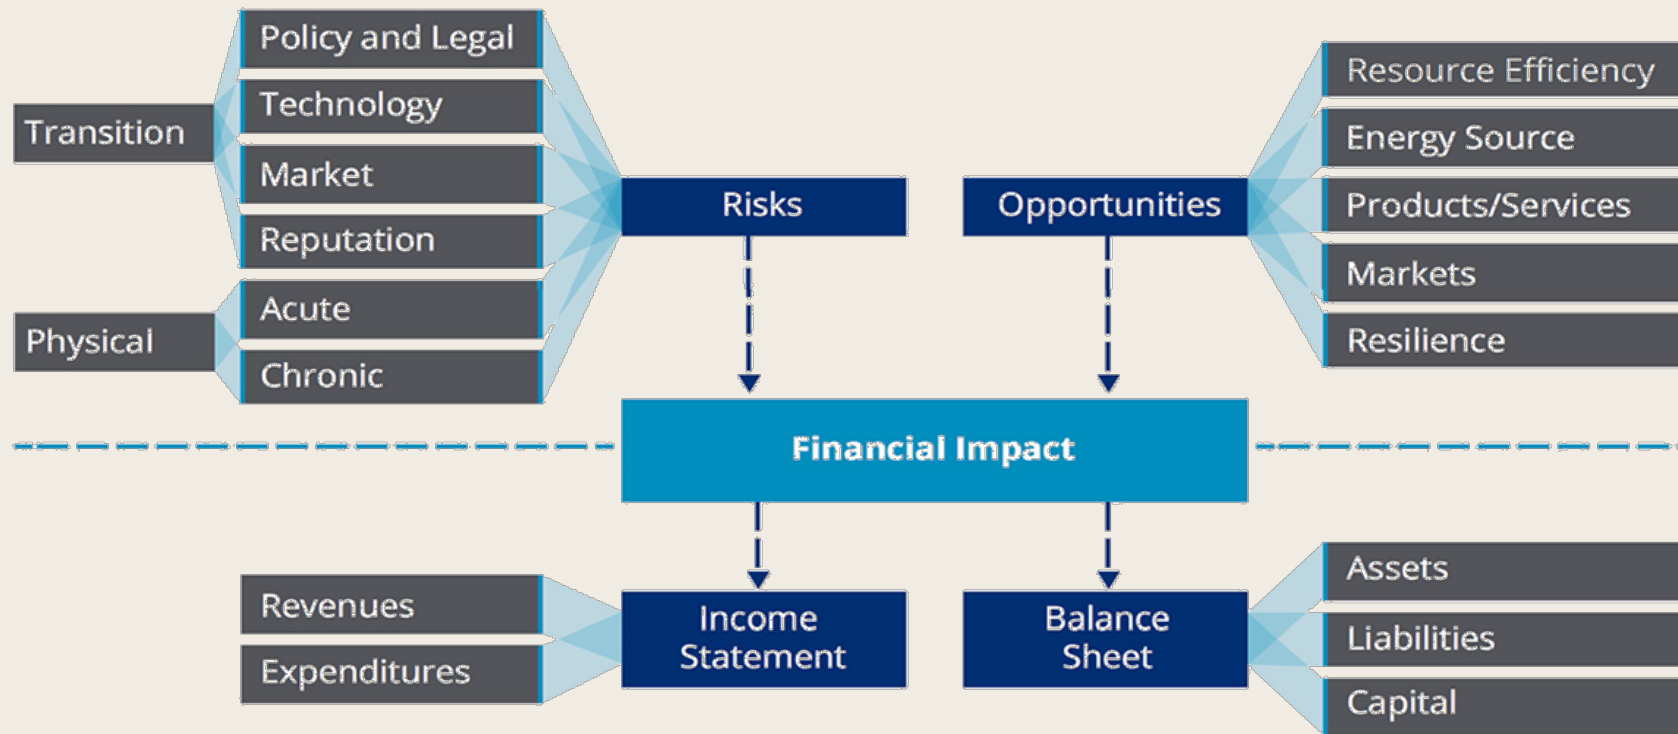 Transition
Physical
Policy and Legal
Technology
Market
Reputation
Acute
Chronic
Risks
Opportunities
Resource Efficiency
Energy Source
Products/Services
Markets
Resilience
Financial Impact
Revenues
Expenditures
Income
Statement
Balance
Sheet
Assets
Liabilities
Capital